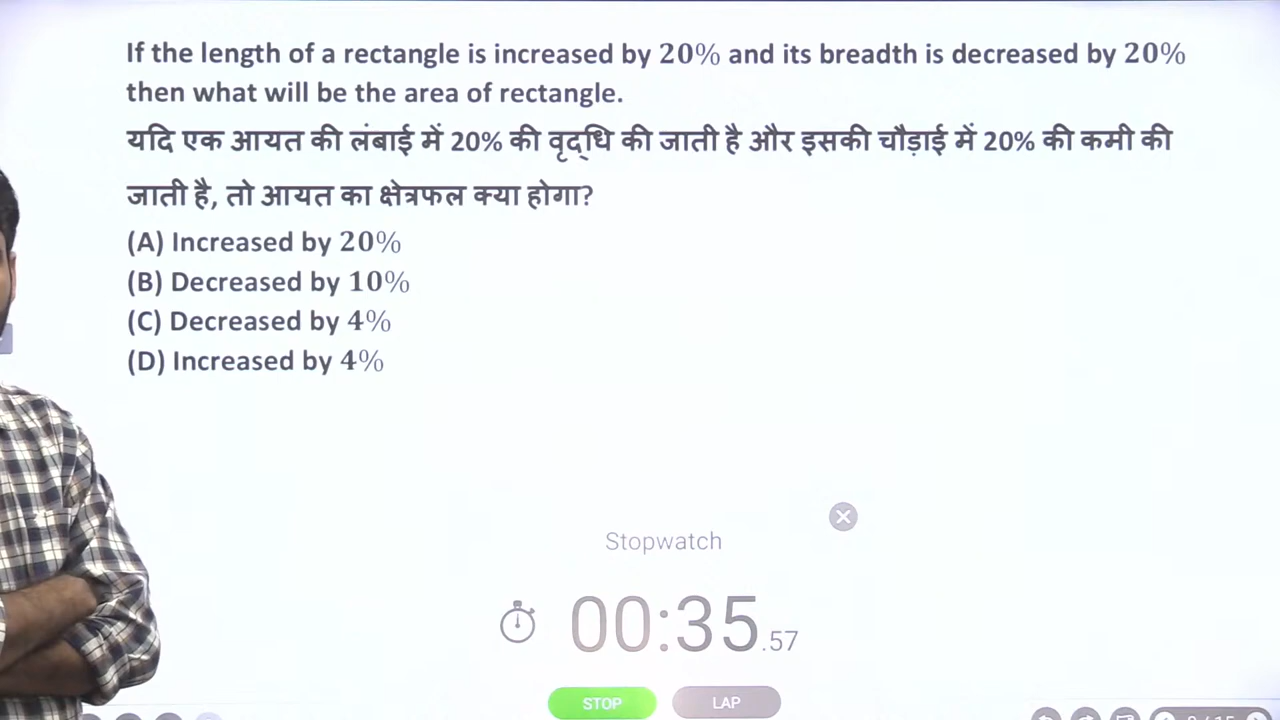 If the length of a rectangle is increased by 20% and its breadth is decreased by 20%
then what will be the area of rectangle.
यदि एक आयत की लंबाई में 20% की वृद्धि की जाती है और इसकी चौड़ाई में 20% की कमी की
जाती है, तो आयत का क्षेत्रफल क्या होगा?
(A) Increased by 20%
(B) Decreased by 10%
(C) Decreased by 4%
(D) Increased by 4%
Stopwatch
00:35.57
STOP LAP